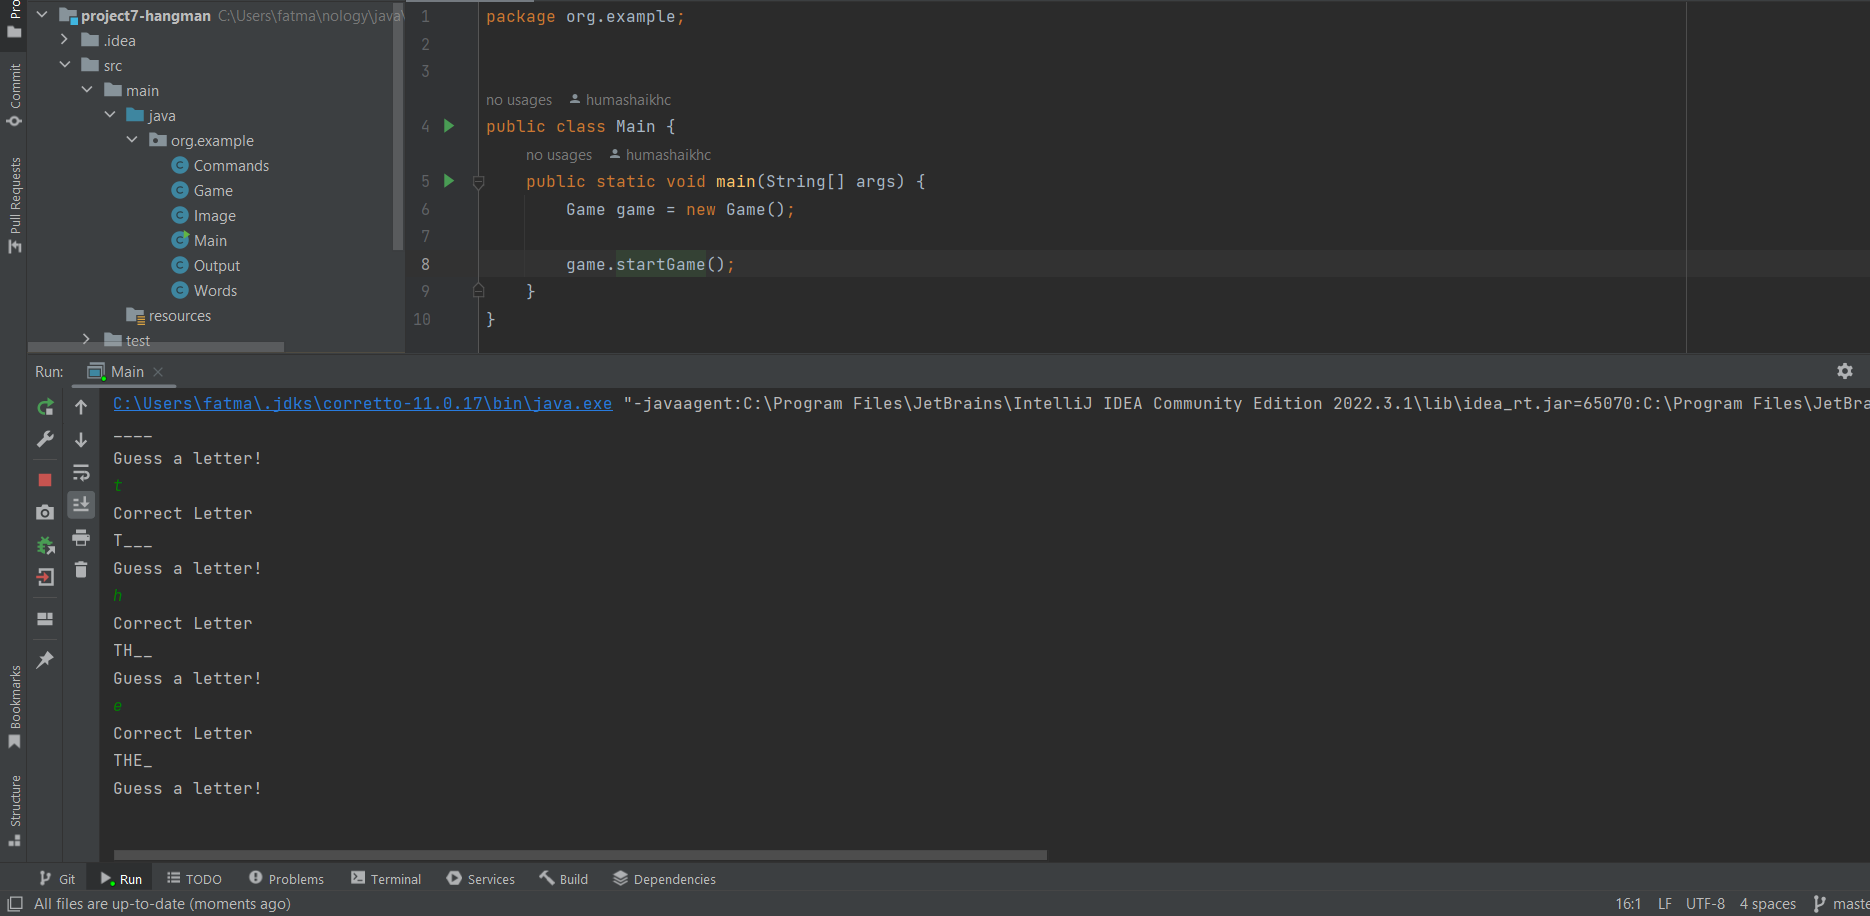 project7-hangman C:\Users\fatma\nology\java\
.idea
src
main
java
org.example
Commands
Game
Image
Main
Output
Words
resources
test
Commit
Pull Requests
Bookmarks
Structure
1 package org.example;
2
3
no usages humashaikhc
4 public class Main {
no usages humashaikhc
5 public static void main(String[] args) {
6 Game game = new Game();
7
8 game.startGame();
9 }
10 }
Run: Main
C:\Users\fatma\.jdks\corretto-11.0.17\bin\java.exe "-javaagent:C:\Program Files\JetBrains\IntelliJ IDEA Community Edition 2022.3.1\lib\idea_rt.jar=65070:C:\Program Files\JetBra
____
Guess a letter!
t
Correct Letter
T___
Guess a letter!
h
Correct Letter
TH__
Guess a letter!
e
Correct Letter
THE_
Guess a letter!
Git Run TODO Problems Terminal Services Build Dependencies
All files are up-to-date (moments ago) 16:1 LF UTF-8 4 spaces maste